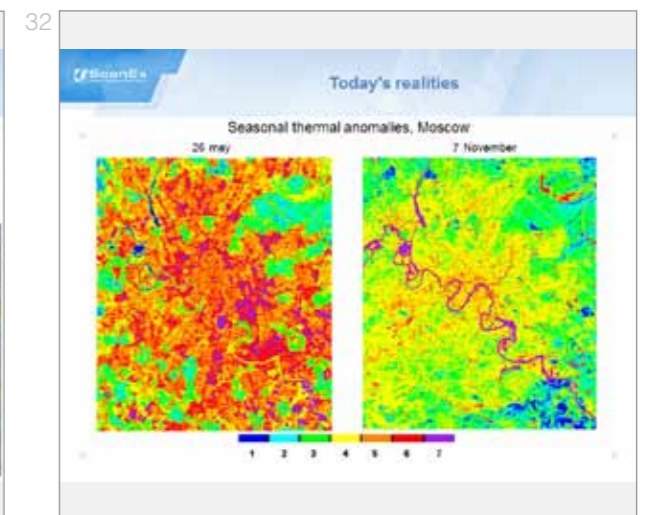 32
ScanEx
Today's realities
Seasonal thermal anomalies, Moscow
26 may
7 November
1 2 3 4 5 6 7